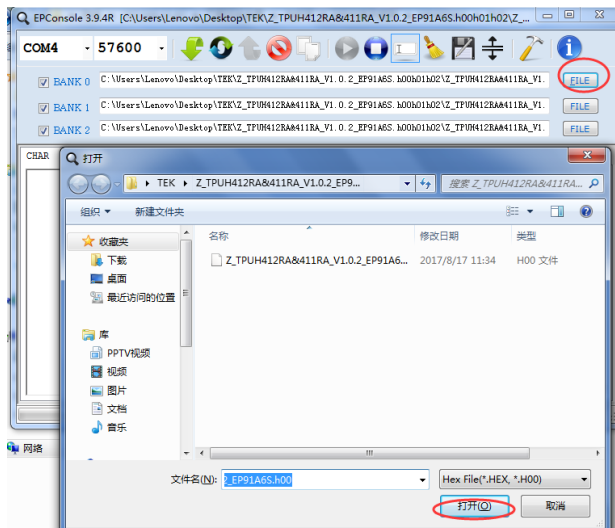 EPConsole 3.9.4R [C:\Users\Lenovo\Desktop\TEK\Z_TPUH412RA&411RA_V1.0.2_EP91A6S.h00h01h02\Z_...
COM4 57600
BANK 0 C:\Users\Lenovo\Desktop\TEK\Z_TPUH412RA&411RA_V1.0.2_EP91A6S.h00h01h02\Z_TPUH412RA&411RA_V1. FILE
BANK 1 C:\Users\Lenovo\Desktop\TEK\Z_TPUH412RA&411RA_V1.0.2_EP91A6S.h00h01h02\Z_TPUH412RA&411RA_V1. FILE
BANK 2 C:\Users\Lenovo\Desktop\TEK\Z_TPUH412RA&411RA_V1.0.2_EP91A6S.h00h01h02\Z_TPUH412RA&411RA_V1. FILE
CHAR
打开
TEK Z_TPUH412RA&411RA_V1.0.2_EP9... 搜索 Z_TPUH412RA&411RA...
组织 新建文件夹
名称 修改日期 类型
收藏夹
下载
桌面
最近访问的位置
Z_TPUH412RA&411RA_V1.0.2_EP91A6... 2017/8/17 11:34 H00 文件
库
PPTV视频
视频
图片
文档
音乐
网络
文件名(N): Z_EP91A6S.h00 Hex File(*.HEX, *.H00)
打开(O) 取消